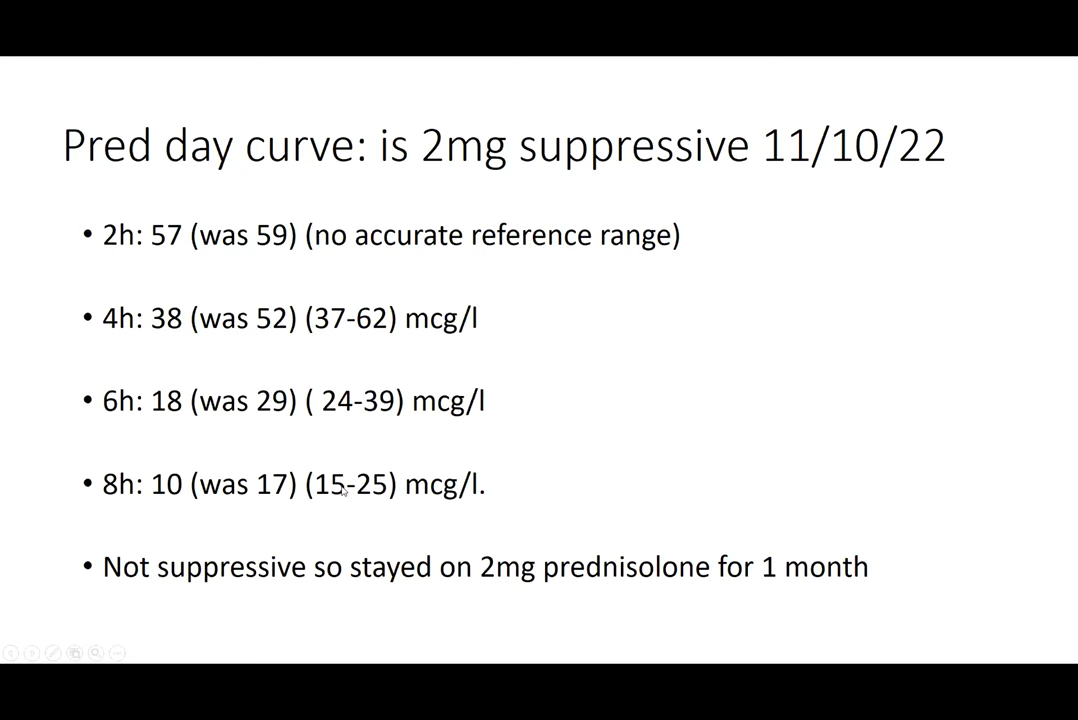 Pred day curve: is 2mg suppressive 11/10/22
• 2h: 57 (was 59) (no accurate reference range)
• 4h: 38 (was 52) (37-62) mcg/l
• 6h: 18 (was 29) ( 24-39) mcg/l
• 8h: 10 (was 17) (15-25) mcg/l.
• Not suppressive so stayed on 2mg prednisolone for 1 month